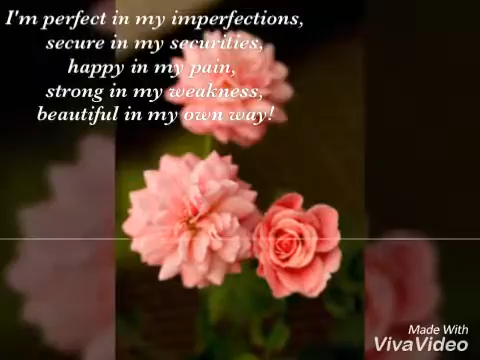 I'm perfect in my imperfections,
secure in my securities,
happy in my pain,
strong in my weakness,
beautiful in my own way!
Made With
VivaVideo